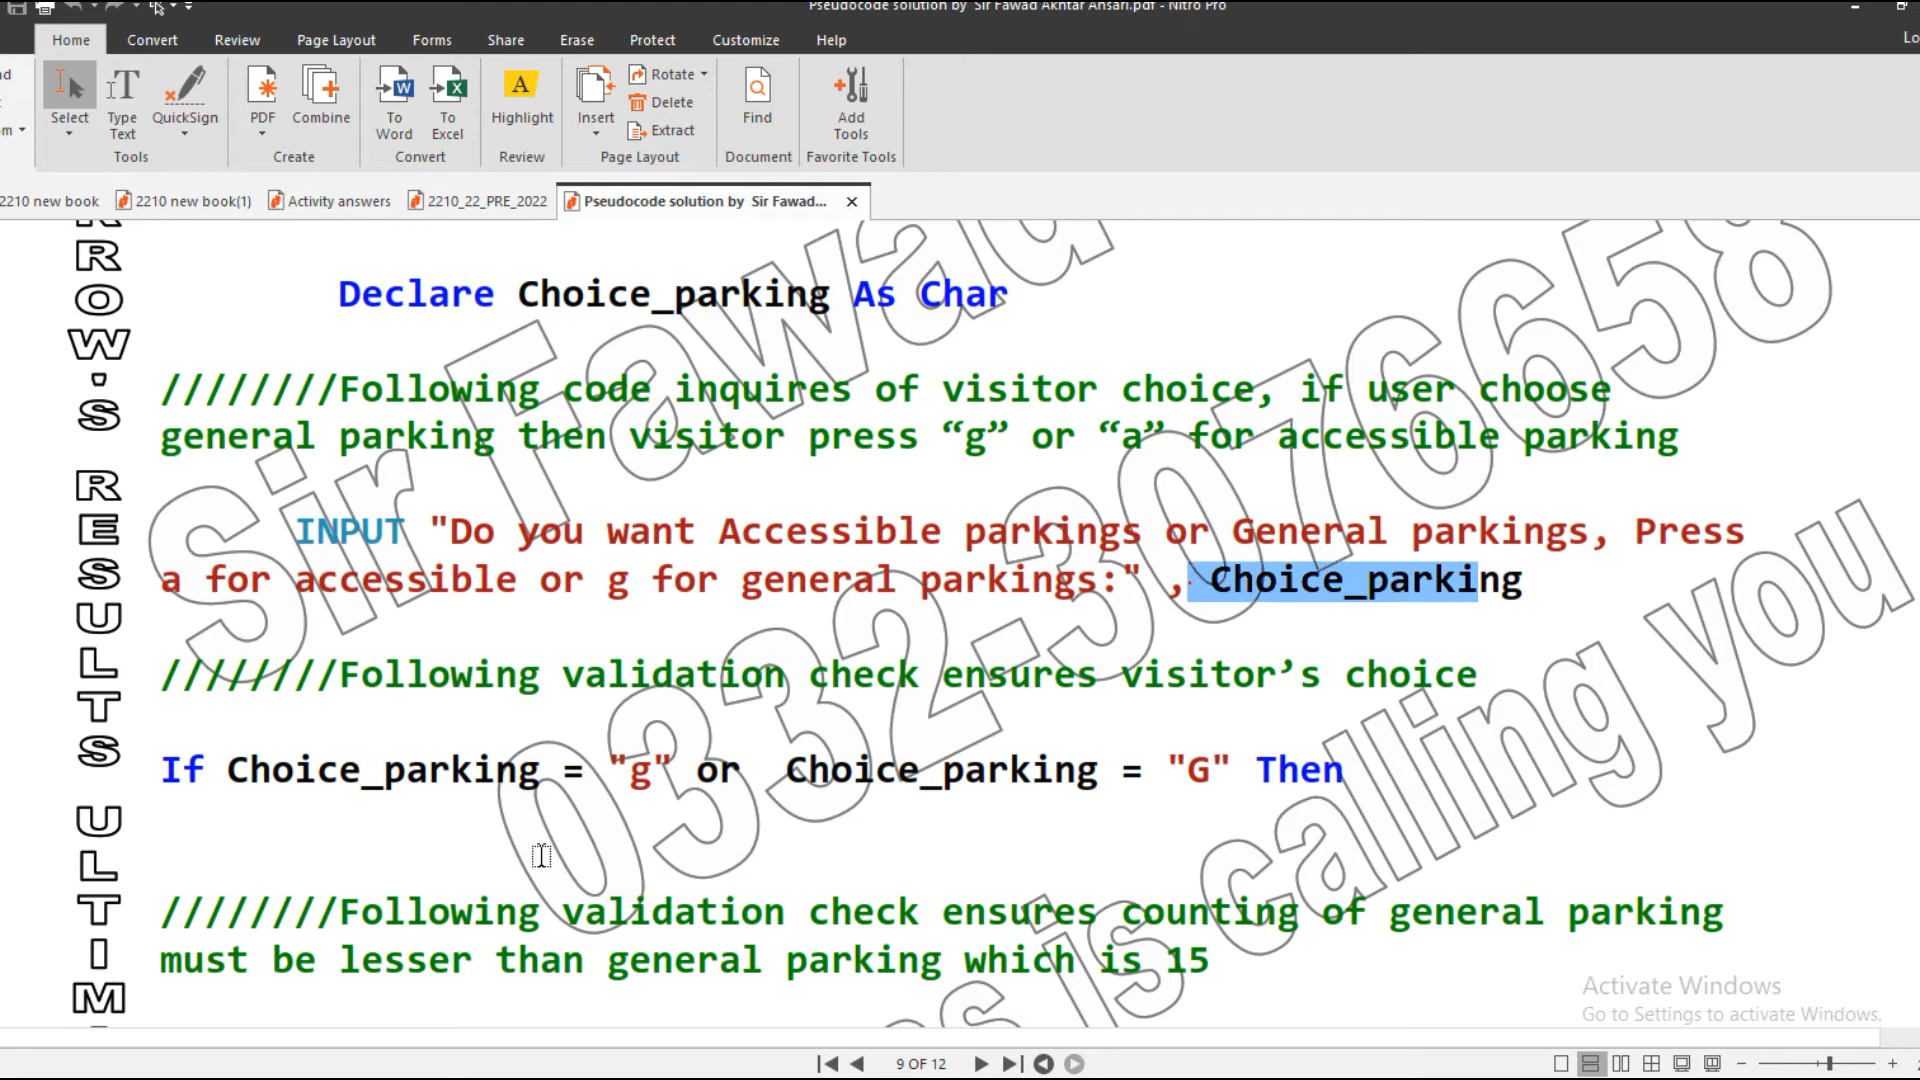 Pseudocode solution by Sir Fawad Akhtar Ansari.pdf - Nitro Pro
Home Convert Review Page Layout Forms Share Erase Protect Customize Help
Select
Type Text
QuickSign
Tools
PDF
Combine
Create
To Word
To Excel
Convert
Highlight
Review
Insert
Rotate
Delete
Extract
Page Layout
Find
Document
Add Tools
Favorite Tools
2210 new book 2210 new book(1) Activity answers 2210_22_PRE_2022 Pseudocode solution by Sir Fawad...
Declare Choice_parking As Char
////////Following code inquires of visitor choice, if user choose
general parking then visitor press “g” or “a” for accessible parking
INPUT "Do you want Accessible parkings or General parkings, Press
a for accessible or g for general parkings:" , Choice_parking
////////Following validation check ensures visitor’s choice
If Choice_parking = "g" or Choice_parking = "G" Then
////////Following validation check ensures counting of general parking
must be lesser than general parking which is 15
RROW'S RESULTS ULTIM
Sir Fawad
0332-3076658
is calling you
Activate Windows
Go to Settings to activate Windows.
9 OF 12